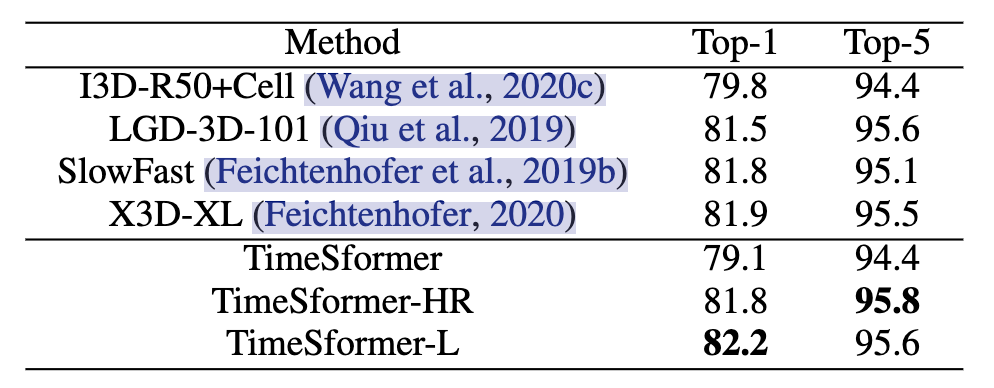 Method Top-1 Top-5
I3D-R50+Cell (Wang et al., 2020c) 79.8 94.4
LGD-3D-101 (Qiu et al., 2019) 81.5 95.6
SlowFast (Feichtenhofer et al., 2019b) 81.8 95.1
X3D-XL (Feichtenhofer, 2020) 81.9 95.5
TimeSformer 79.1 94.4
TimeSformer-HR 81.8 95.8
TimeSformer-L 82.2 95.6